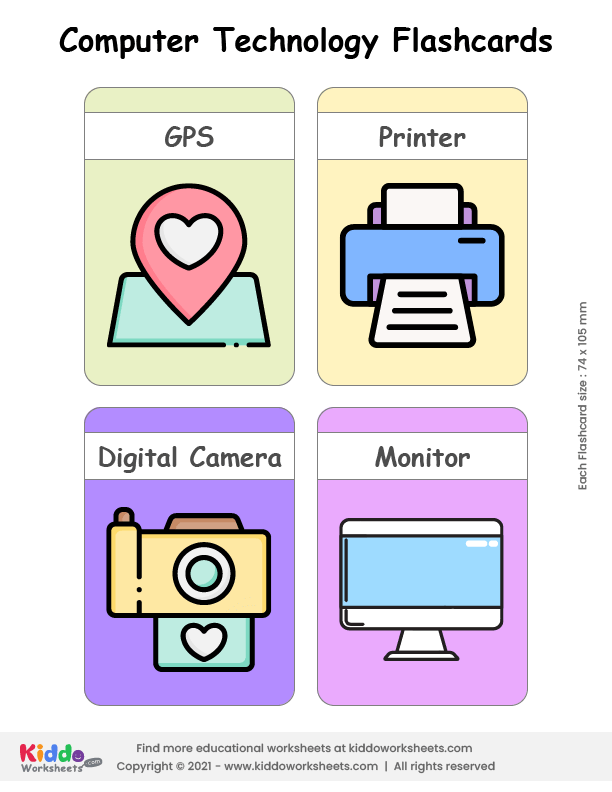 Computer Technology Flashcards
GPS
Printer
Digital Camera
Monitor
Each Flashcard size : 74 x 105 mm
Kiddo
Worksheets
.com
Find more educational worksheets at kiddoworksheets.com
Copyright © 2021 - www.kiddoworksheets.com | All rights reserved